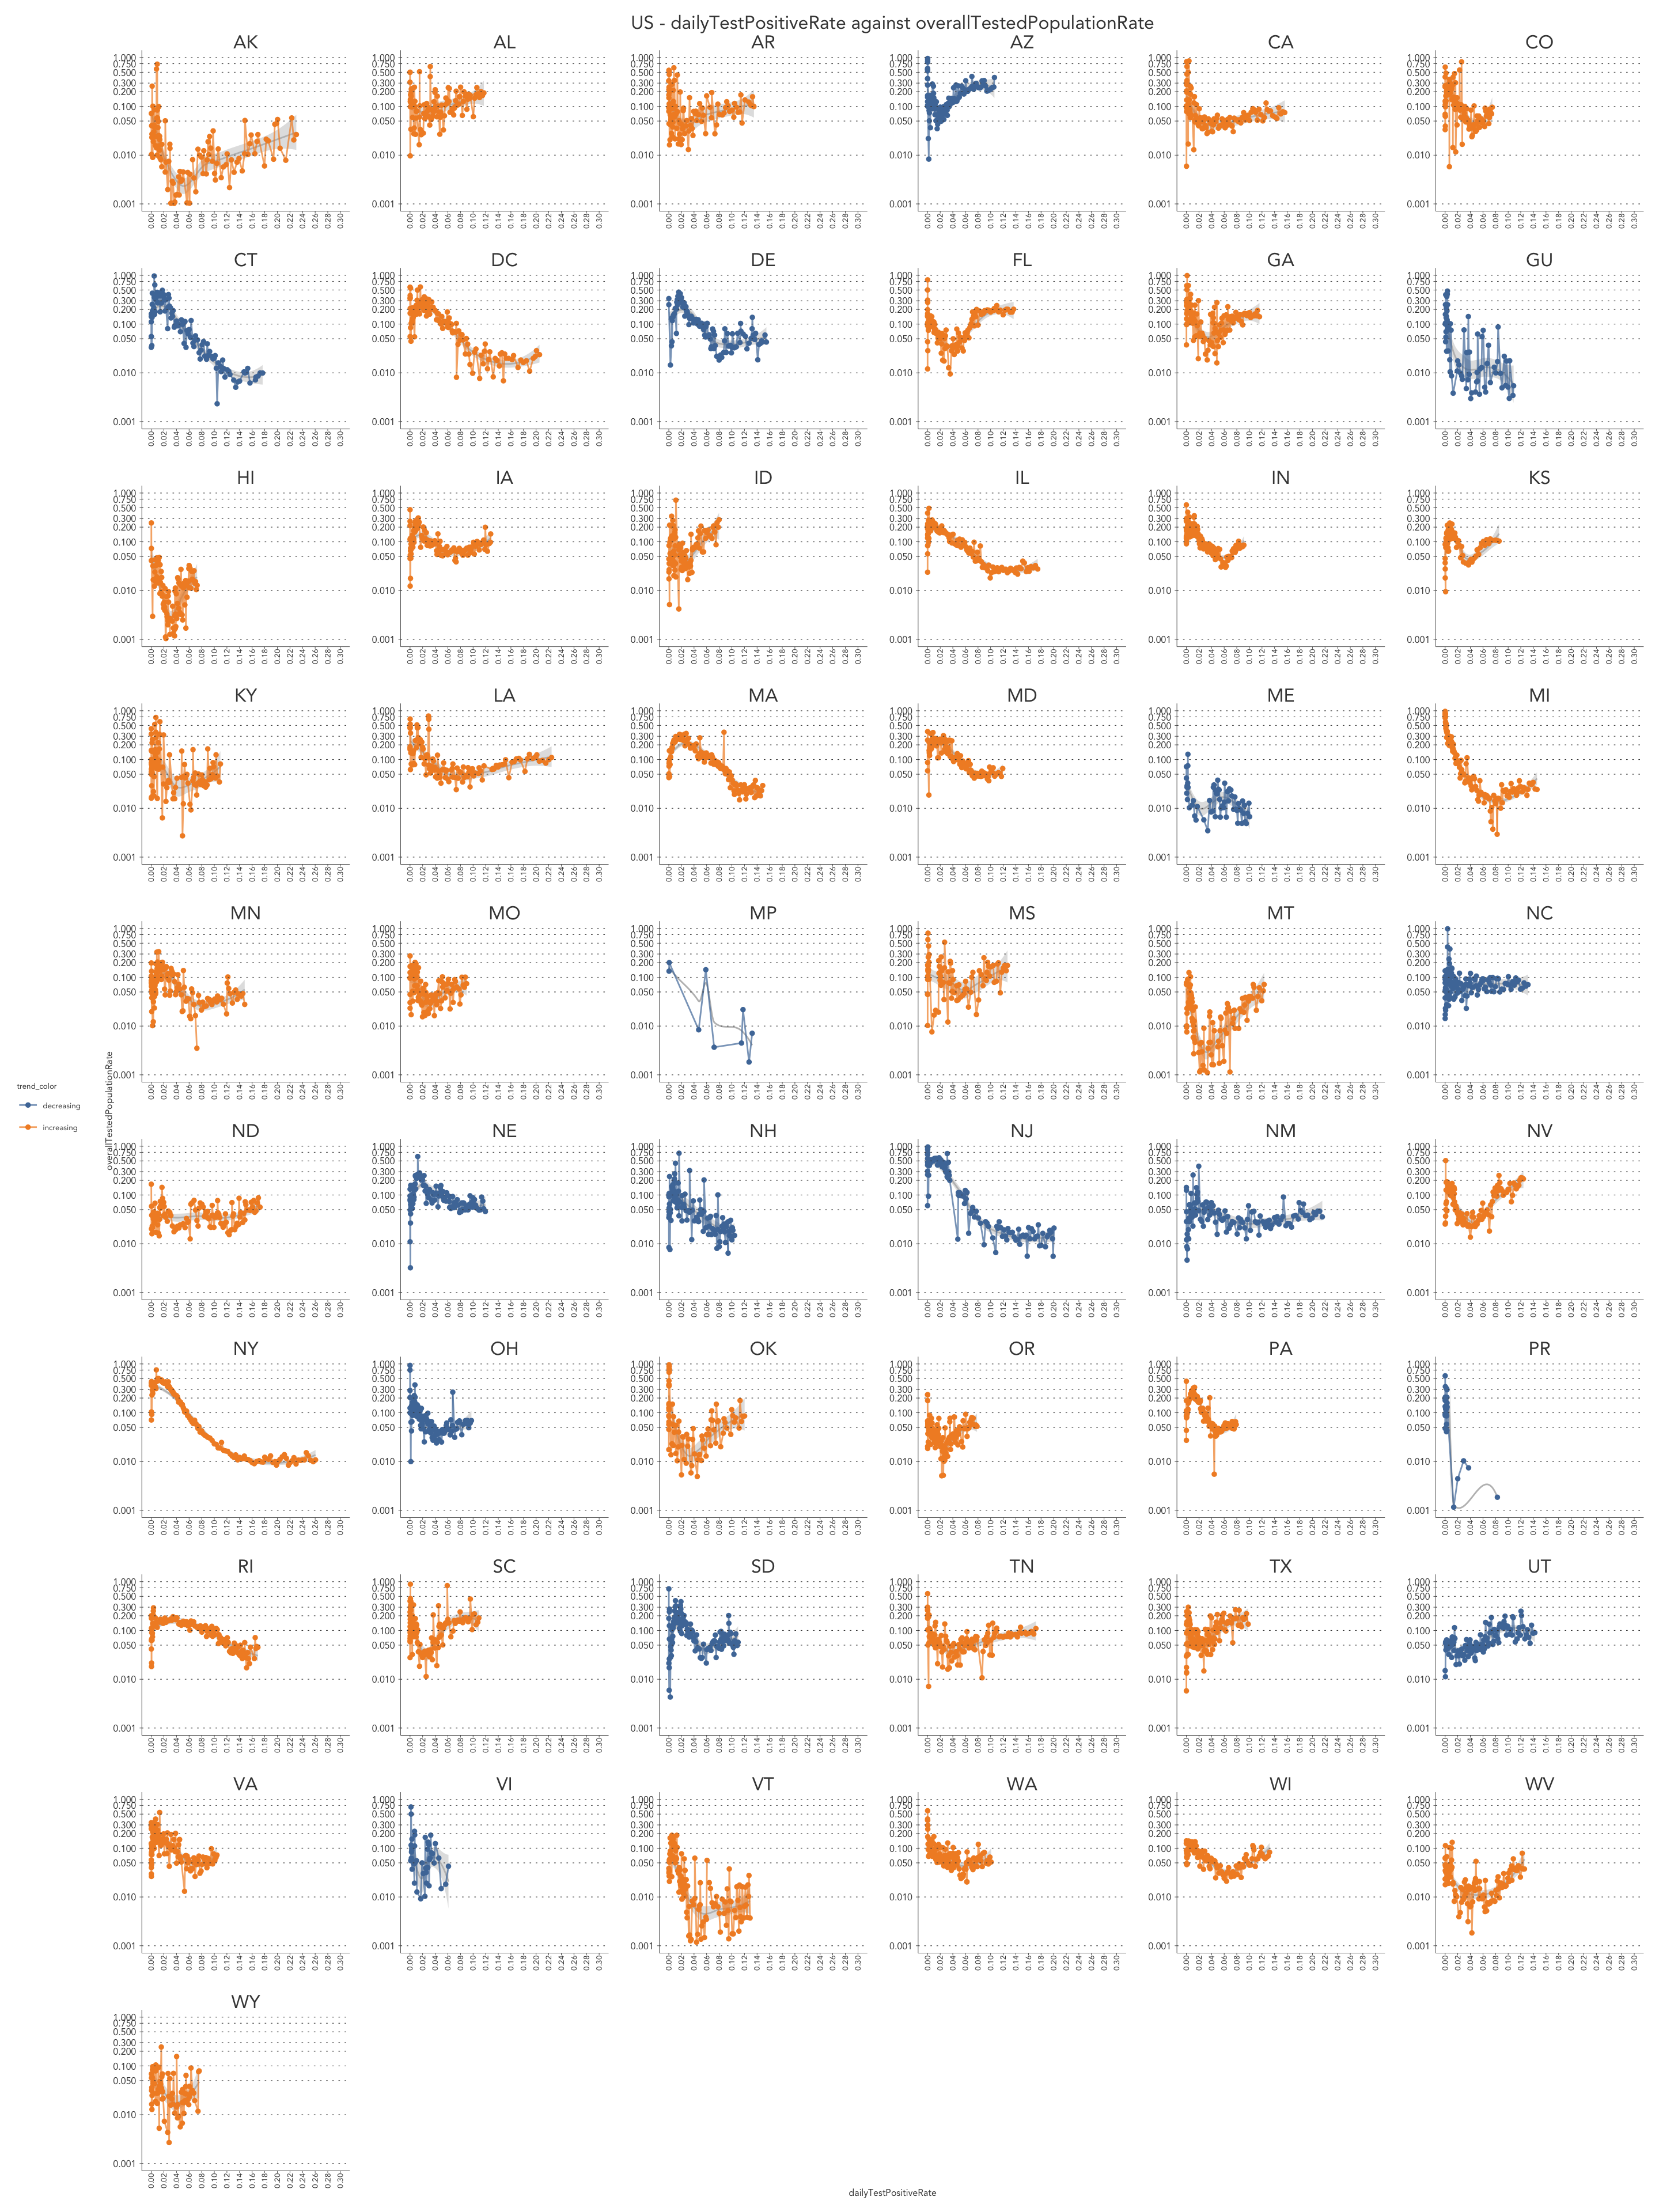 US - dailyTestPositiveRate against overallTestedPopulationRate
AK AL AR AZ CA CO
1.000
0.750
0.500
0.300
0.200
0.100
0.050
0.010
0.001
0.00 0.02 0.04 0.06 0.08 0.10 0.12 0.14 0.16 0.18 0.20 0.22 0.24 0.26 0.28 0.30
CT DC DE FL GA GU
HI IA ID IL IN KS
KY LA MA MD ME MI
MN MO MP MS MT NC
overallTestedPopulationRate
trend_color
decreasing
increasing
ND NE NH NJ NM NV
NY OH OK OR PA PR
RI SC SD TN TX UT
VA VI VT WA WI WV
WY
dailyTestPositiveRate